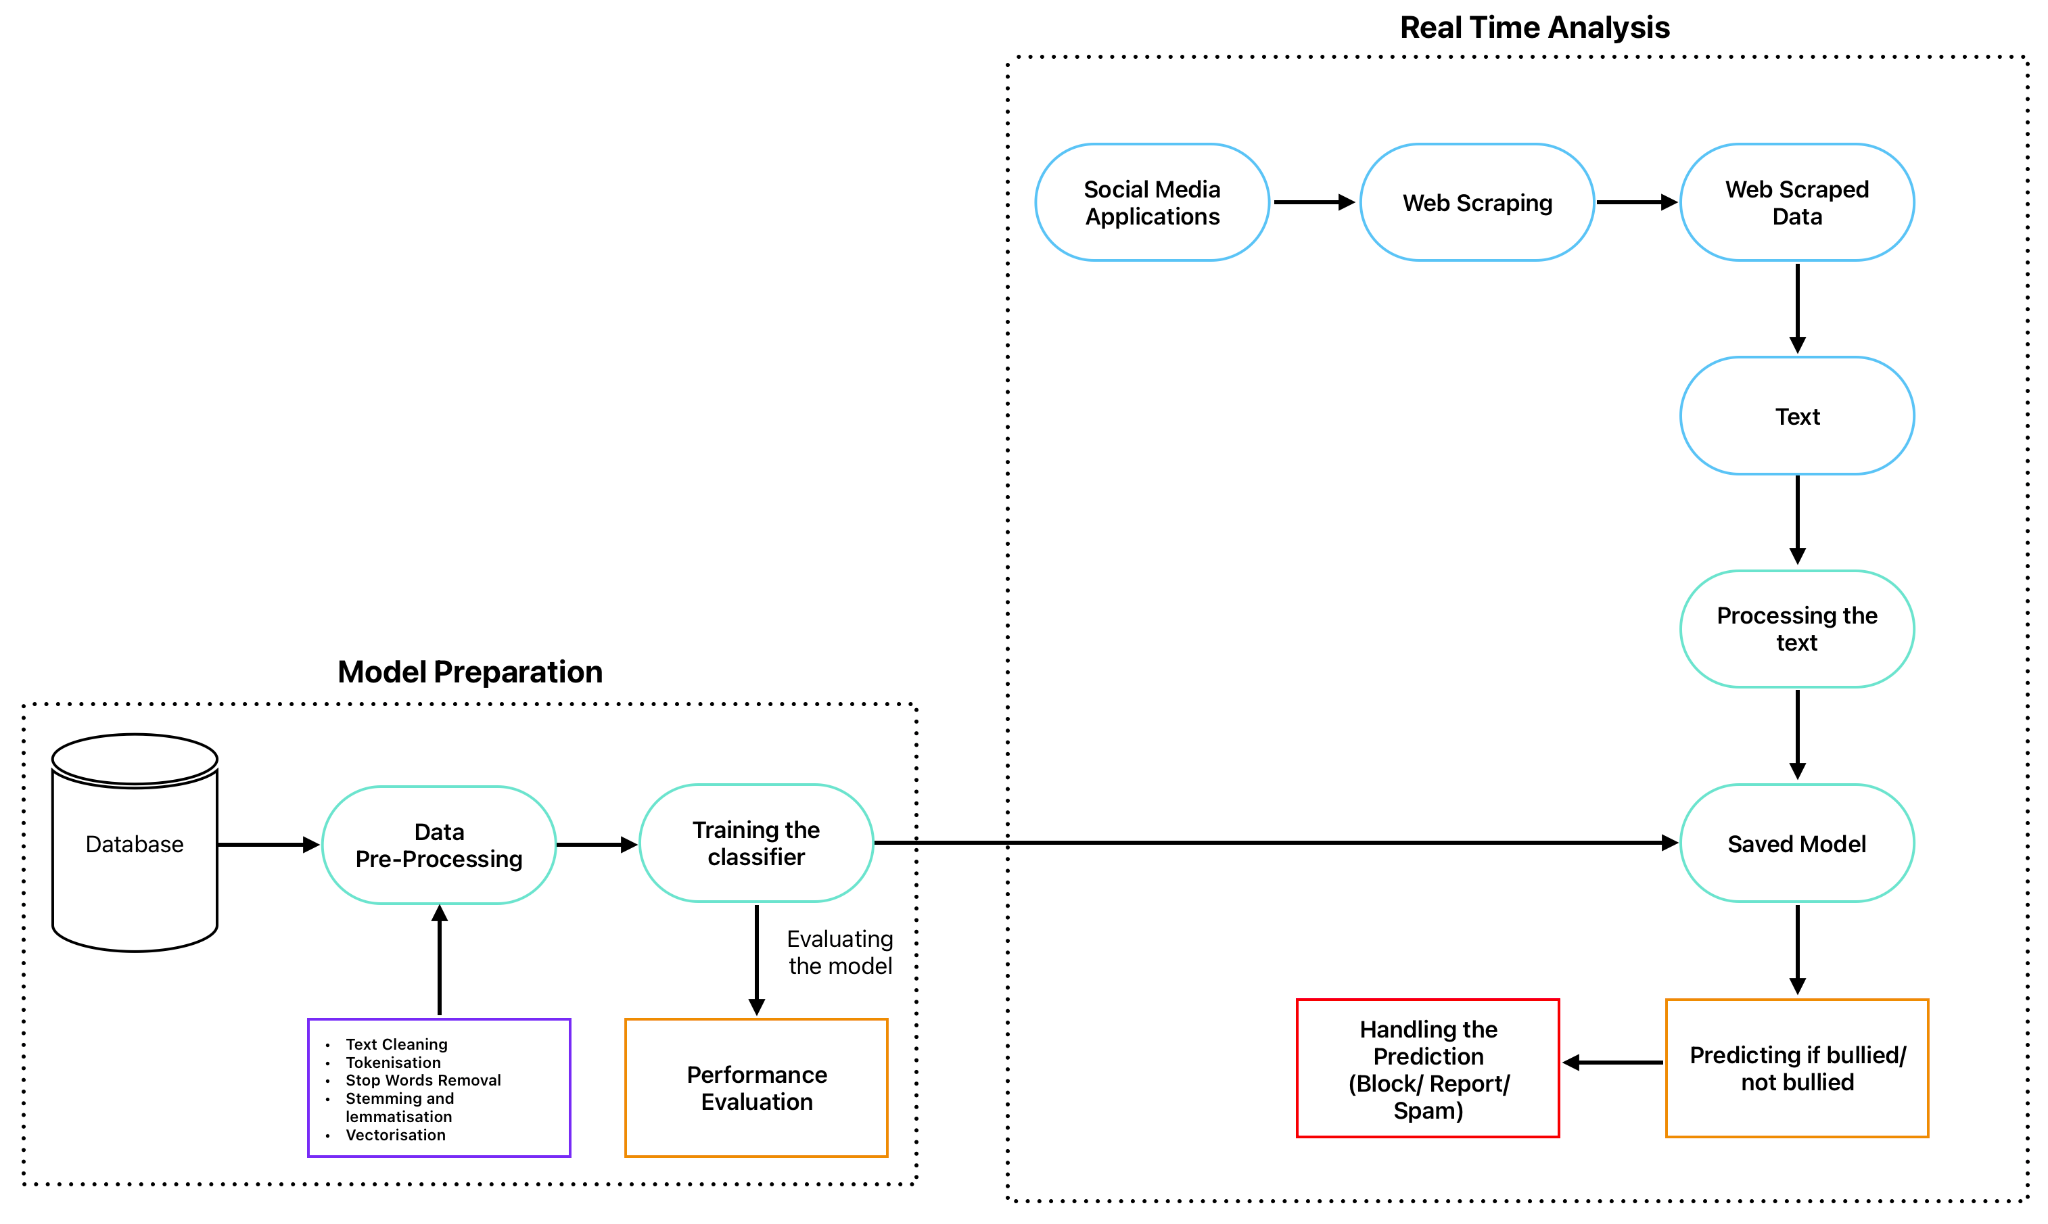 Real Time Analysis
Social Media
Applications
Web Scraping
Web Scraped
Data
Text
Processing the
text
Model Preparation
Database
Data
Pre-Processing
Training the
classifier
Saved Model
Evaluating
the model
• Text Cleaning
• Tokenisation
• Stop Words Removal
• Stemming and
lemmatisation
• Vectorisation
Performance
Evaluation
Handling the
Prediction
(Block/ Report/
Spam)
Predicting if bullied/
not bullied